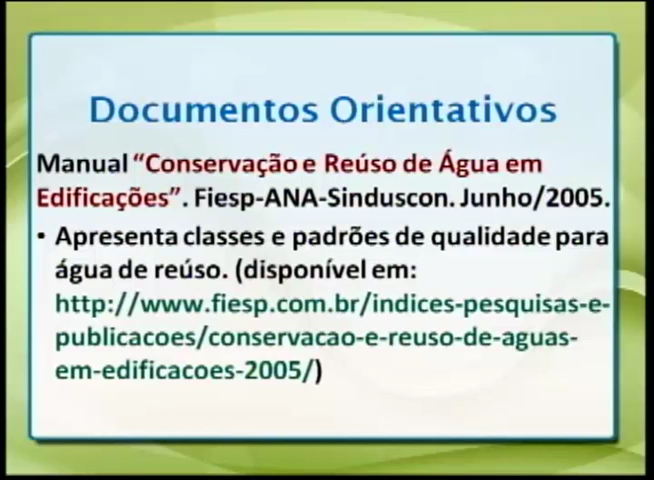 Documentos Orientativos
Manual “Conservação e Reúso de Água em
Edificações”. Fiesp-ANA-Sinduscon. Junho/2005.
• Apresenta classes e padrões de qualidade para
água de reúso. (disponível em:
http://www.fiesp.com.br/indices-pesquisas-e-
publicacoes/conservacao-e-reuso-de-aguas-
em-edificacoes-2005/)